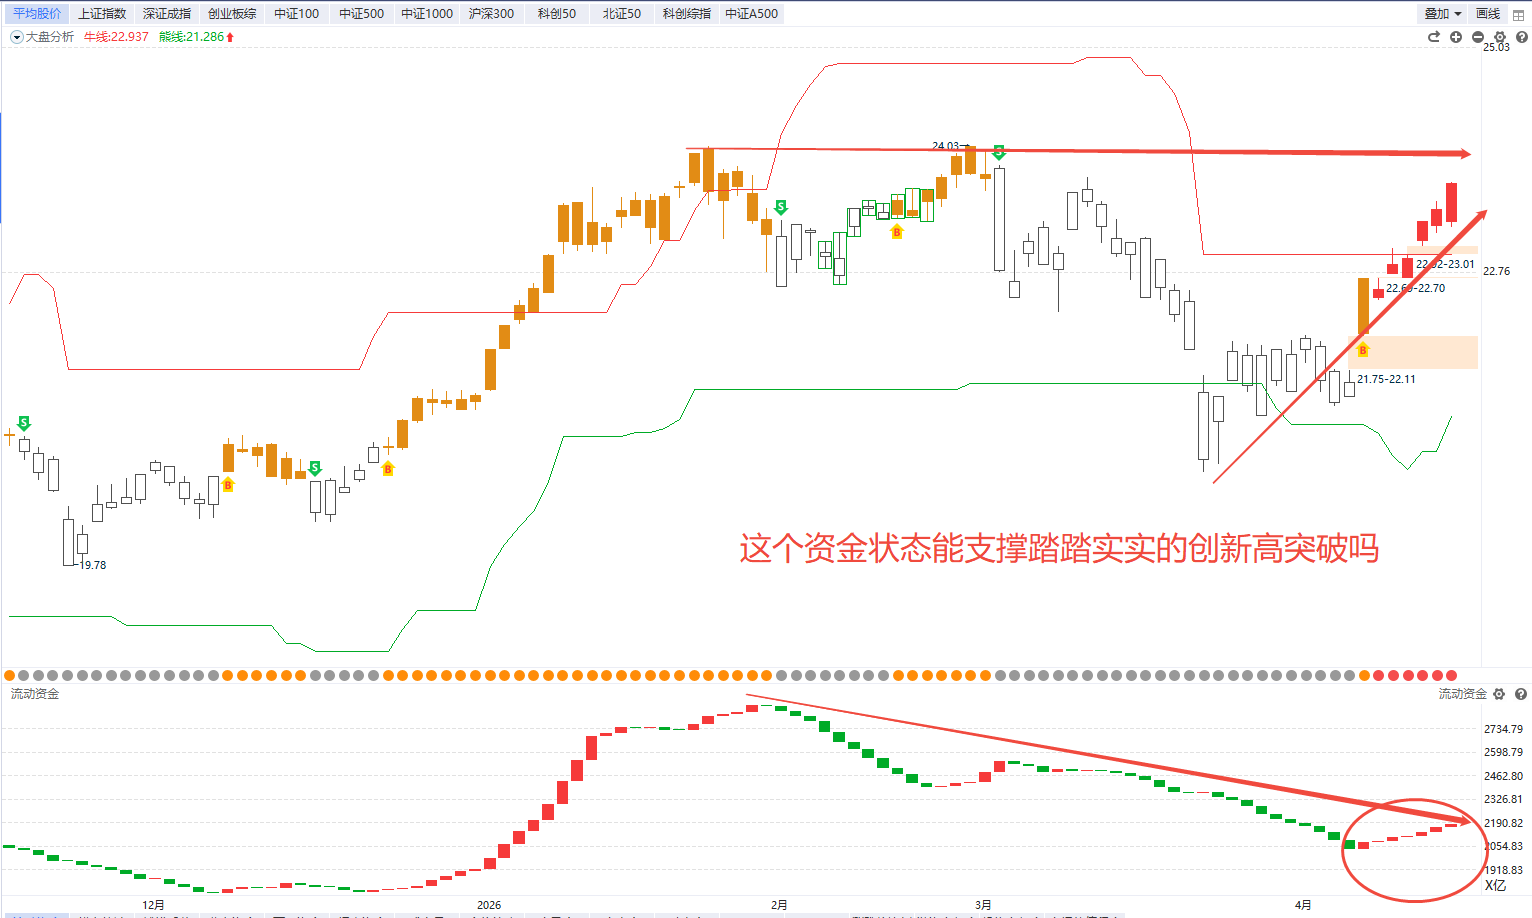 平均股价 上证指数 深证成指 创业板综 中证100 中证500 中证1000 沪深300 科创50 北证50 科创综指 中证A500 叠加 画线
大盘分析 牛线:22.937 熊线:21.286
25.03
24.03
S
S
B
22.92-23.01
22.76
22.69-22.70
B
21.75-22.11
S
S
B
B
这个资金状态能支撑踏踏实实的创新高突破吗
19.78
流动资金 流动资金
2734.79
2598.79
2462.80
2326.81
2190.82
2054.83
1918.83
X亿
12月 2026 2月 3月 4月